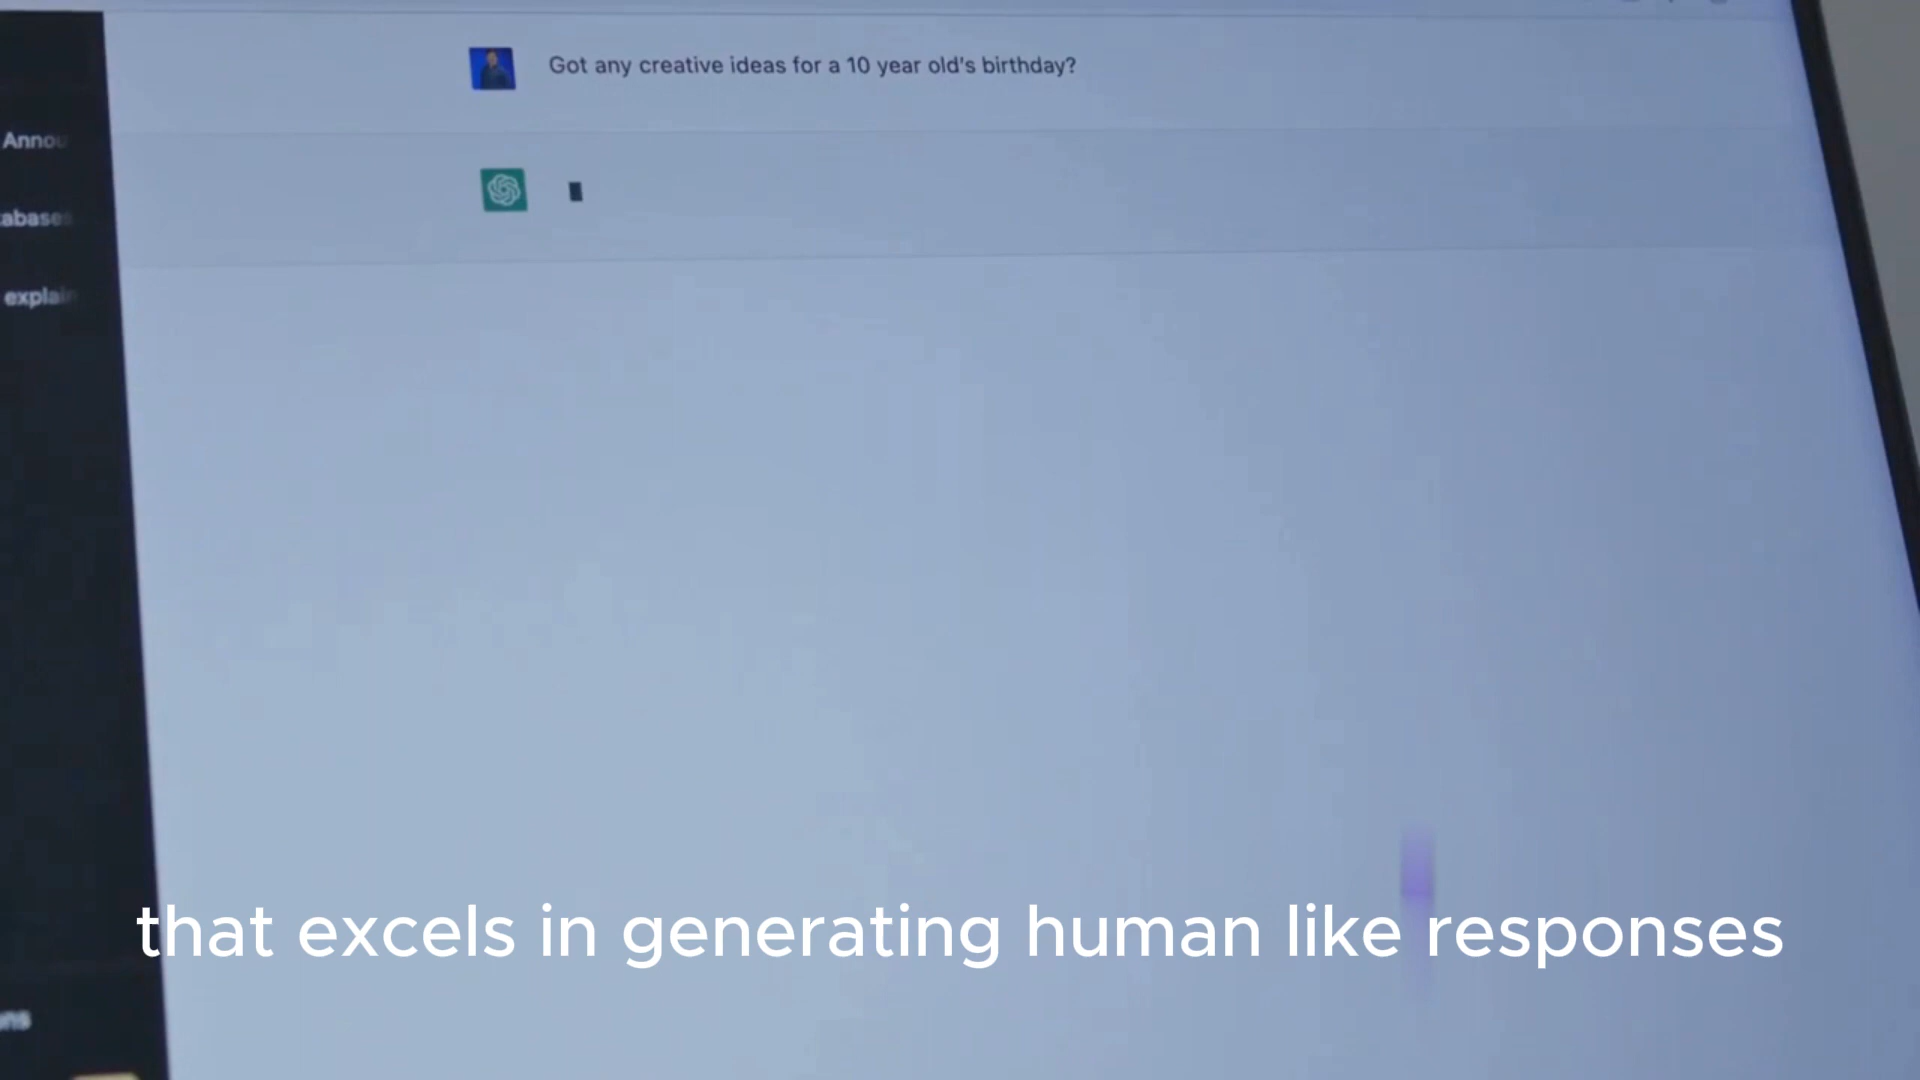 Got any creative ideas for a 10 year old's birthday?
that excels in generating human like responses